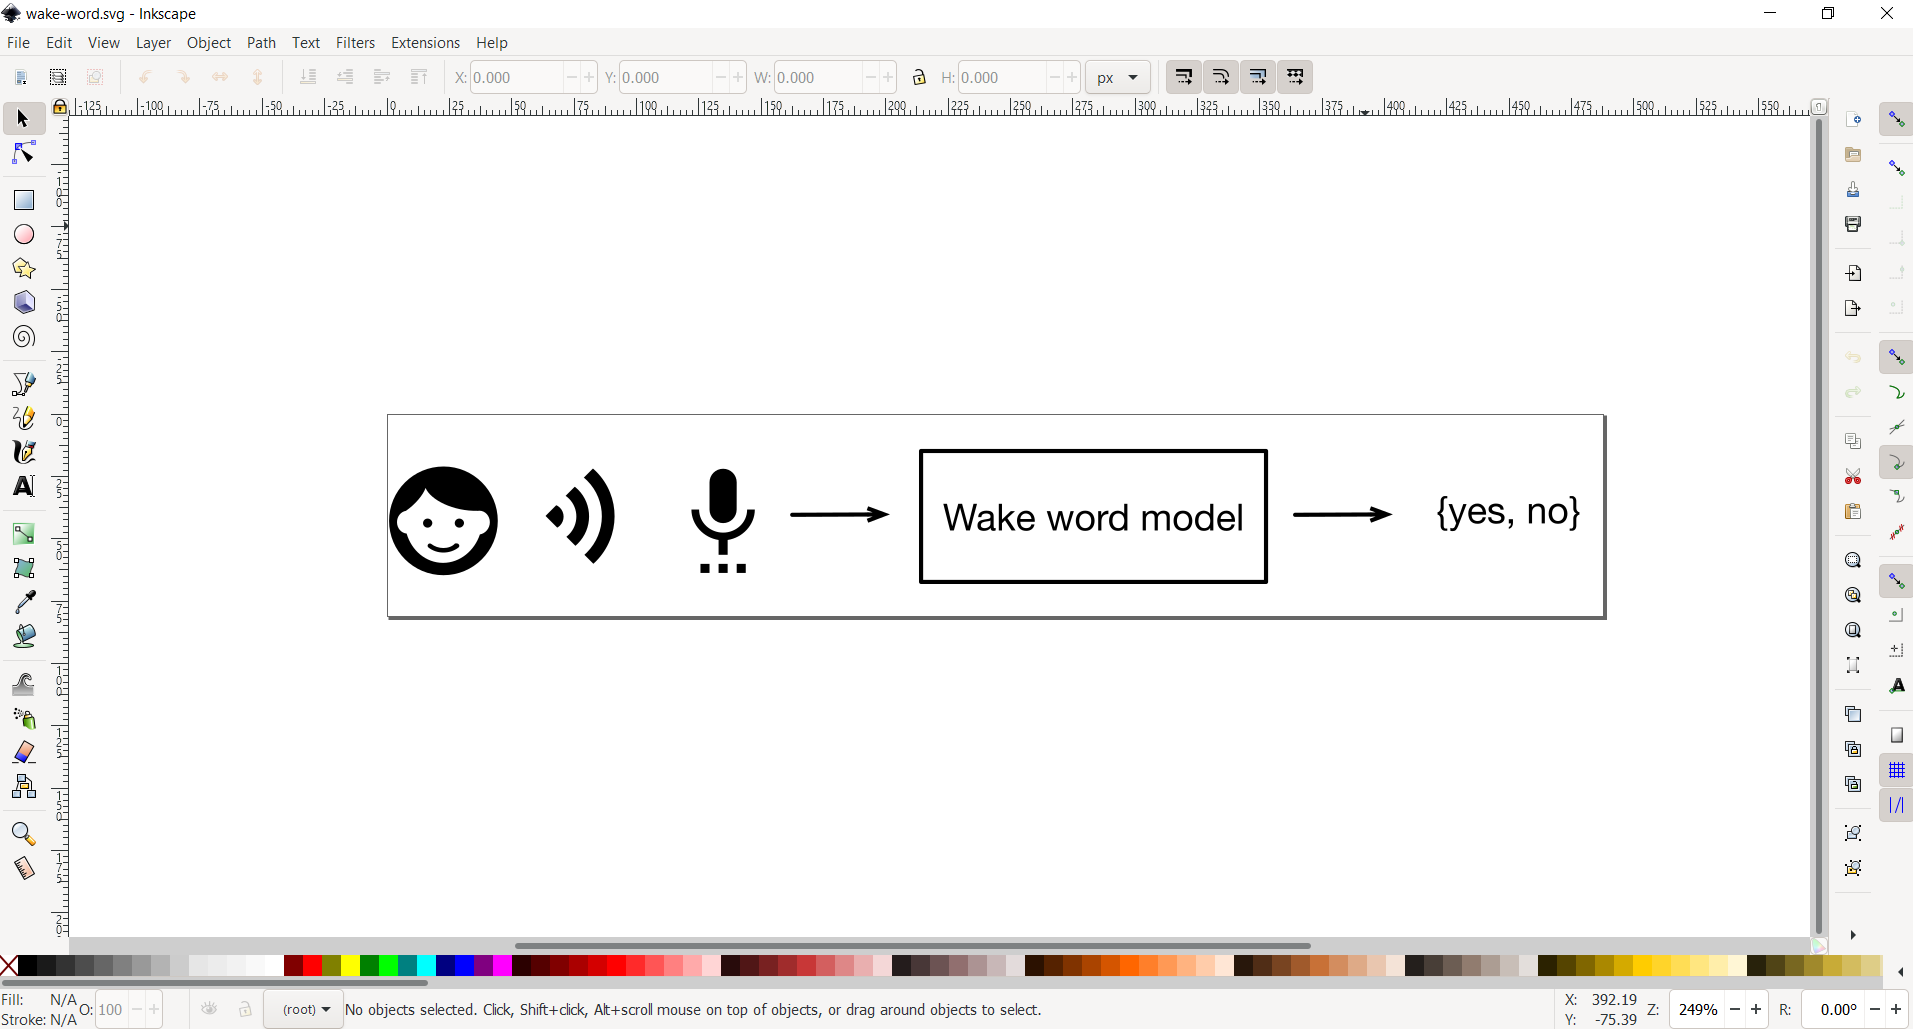 wake-word.svg - Inkscape
File Edit View Layer Object Path Text Filters Extensions Help
X: 0.000 Y: 0.000 W: 0.000 H: 0.000 px
-125 -100 -75 -50 -25 0 25 50 75 100 125 150 175 200 225 250 275 300 325 350 375 400 425 450 475 500 525 550
Wake word model
{yes, no}
Fill: N/A
Stroke: N/A
O: 100
(root)
No objects selected. Click, Shift+click, Alt+scroll mouse on top of objects, or drag around objects to select.
X: 392.19
Y: -75.39
Z: 249%
R: 0.00°